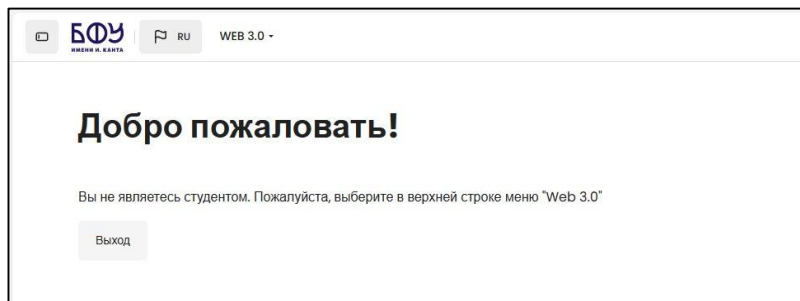 БФУ
ИМЕНИ И. КАНТА
RU
WEB 3.0
Добро пожаловать!
Вы не являетесь студентом. Пожалуйста, выберите в верхней строке меню "Web 3.0"
Выход